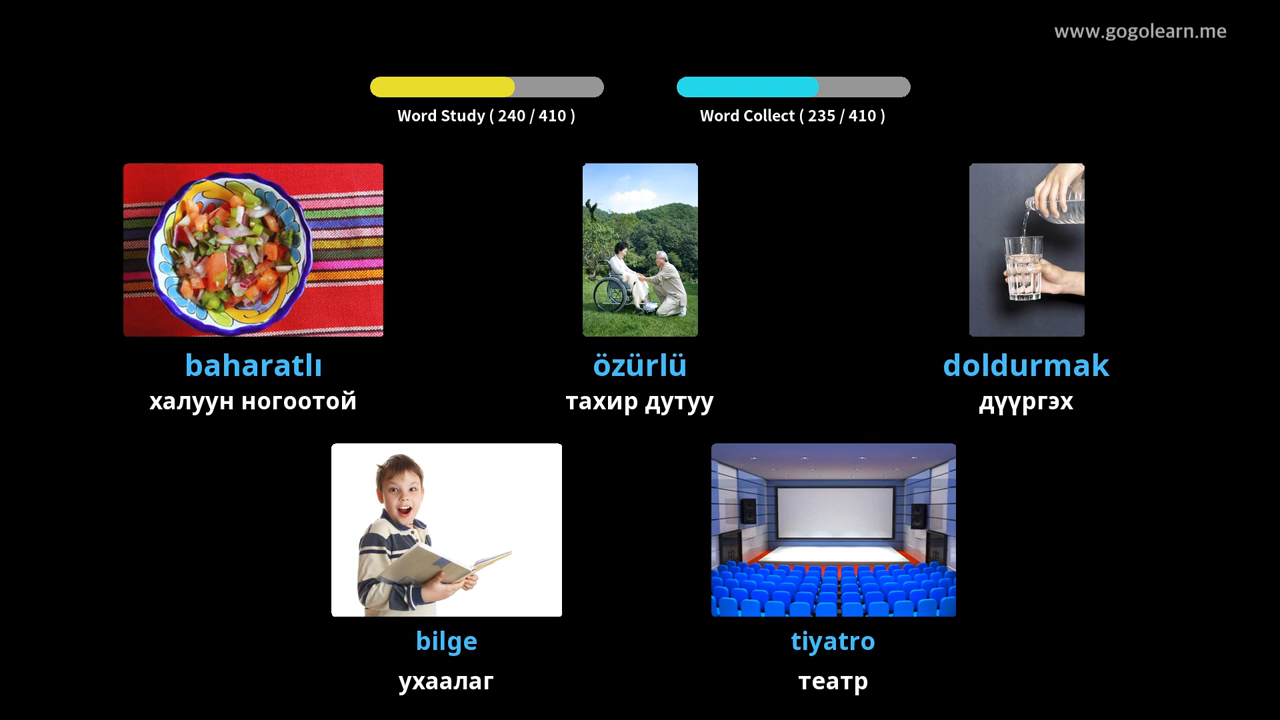 www.gogolearn.me
Word Study ( 240 / 410 )
Word Collect ( 235 / 410 )
baharatlı
халуун ногоотой
özürlü
тахир дутуу
doldurmak
дүүргэх
bilge
ухаалаг
tiyatro
театр